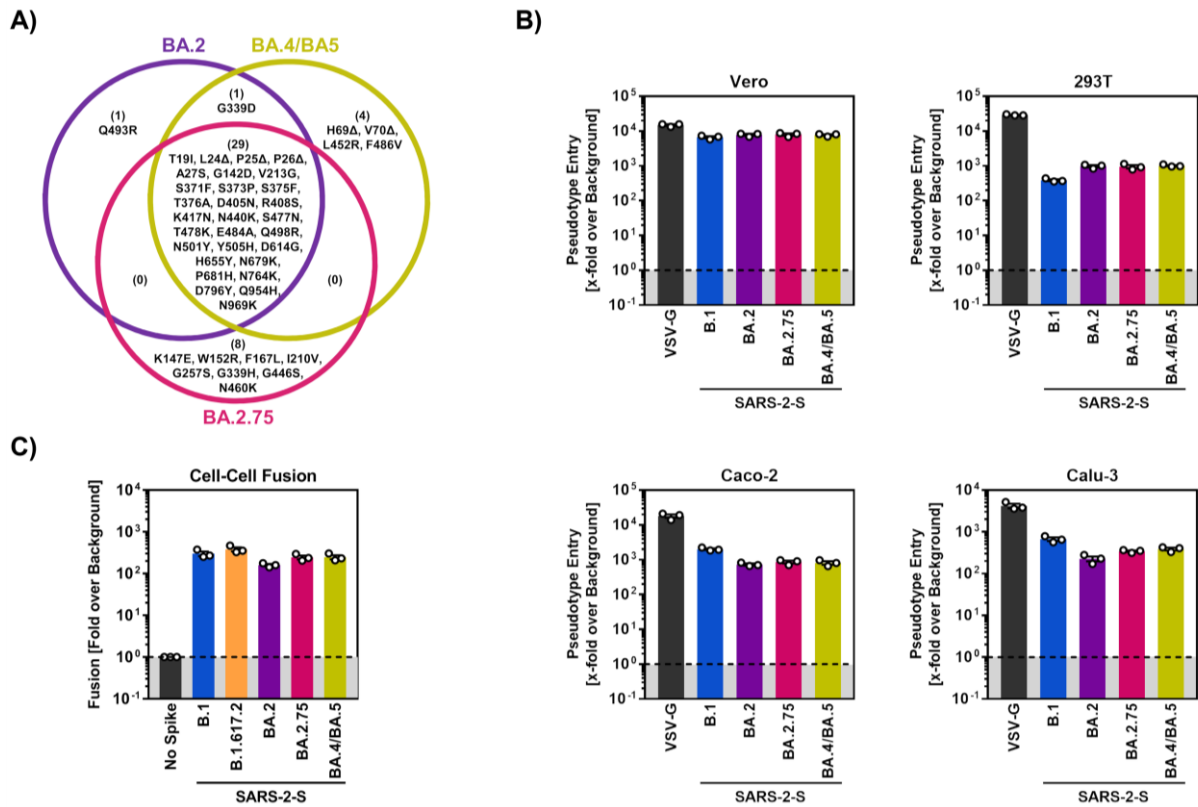 A)
BA.2
BA.4/BA5
(1)
Q493R
(1)
G339D
(4)
H69Δ, V70Δ,
L452R, F486V
(29)
T19I, L24Δ, P25Δ, P26Δ,
A27S, G142D, V213G,
S371F, S373P, S375F,
T376A, D405N, R408S,
K417N, N440K, S477N,
T478K, E484A, Q498R,
N501Y, Y505H, D614G,
H655Y, N679K,
P681H, N764K,
D796Y, Q954H,
N969K
(0)
(0)
(8)
K147E, W152R, F167L, I210V,
G257S, G339H, G446S,
N460K
BA.2.75
B)
Vero
Pseudotype Entry
[x-fold over Background]
10^5
10^4
10^3
10^2
10^1
10^0
10^-1
VSV-G
B.1
BA.2
BA.2.75
BA.4/BA.5
SARS-2-S
293T
Pseudotype Entry
[x-fold over Background]
10^5
10^4
10^3
10^2
10^1
10^0
10^-1
VSV-G
B.1
BA.2
BA.2.75
BA.4/BA.5
SARS-2-S
Caco-2
Pseudotype Entry
[x-fold over Background]
10^5
10^4
10^3
10^2
10^1
10^0
10^-1
VSV-G
B.1
BA.2
BA.2.75
BA.4/BA.5
SARS-2-S
Calu-3
Pseudotype Entry
[x-fold over Background]
10^4
10^3
10^2
10^1
10^0
10^-1
VSV-G
B.1
BA.2
BA.2.75
BA.4/BA.5
SARS-2-S
C)
Cell-Cell Fusion
Fusion [Fold over Background]
10^4
10^3
10^2
10^1
10^0
10^-1
No Spike
B.1
B.1.617.2
BA.2
BA.2.75
BA.4/BA.5
SARS-2-S